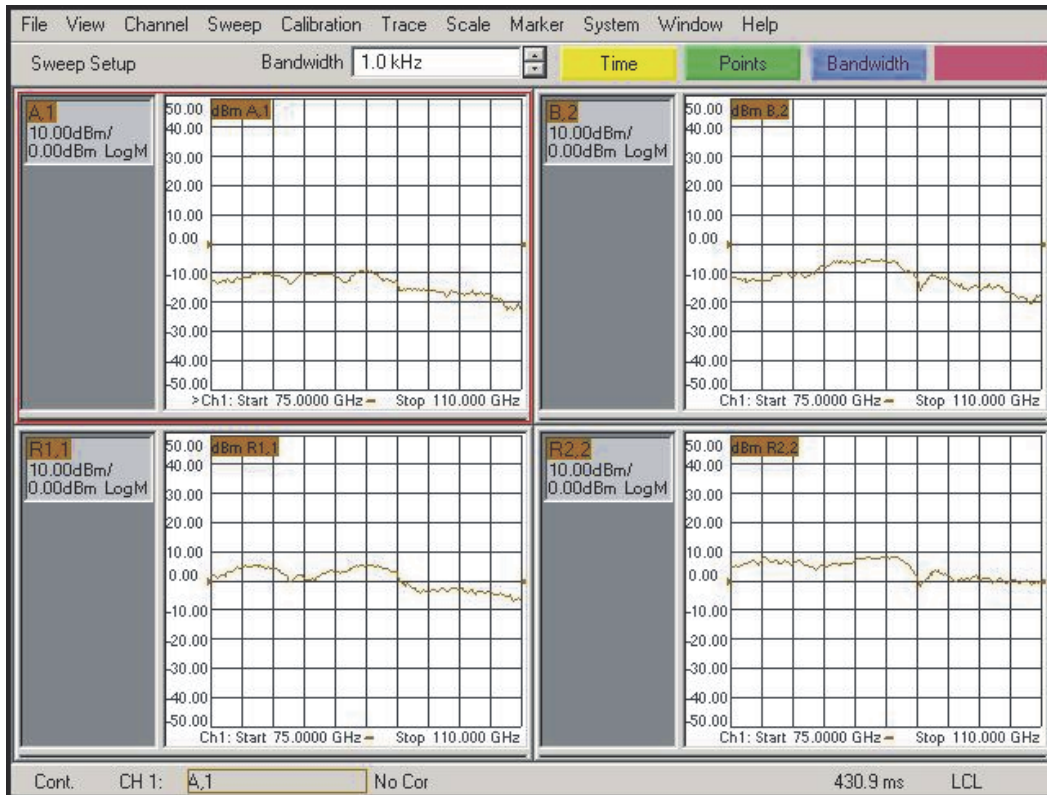 File View Channel Sweep Calibration Trace Scale Marker System Window Help
Sweep Setup Bandwidth 1.0 kHz Time Points Bandwidth
A,1
10.00dBm/
0.00dBm LogM
50.00 dBm A,1
40.00
30.00
20.00
10.00
0.00
-10.00
-20.00
-30.00
-40.00
-50.00
>Ch1: Start 75.0000 GHz Stop 110.000 GHz
B,2
10.00dBm/
0.00dBm LogM
50.00 dBm B,2
40.00
30.00
20.00
10.00
0.00
-10.00
-20.00
-30.00
-40.00
-50.00
Ch1: Start 75.0000 GHz Stop 110.000 GHz
R1,1
10.00dBm/
0.00dBm LogM
50.00 dBm R1,1
40.00
30.00
20.00
10.00
0.00
-10.00
-20.00
-30.00
-40.00
-50.00
Ch1: Start 75.0000 GHz Stop 110.000 GHz
R2,2
10.00dBm/
0.00dBm LogM
50.00 dBm R2,2
40.00
30.00
20.00
10.00
0.00
-10.00
-20.00
-30.00
-40.00
-50.00
Ch1: Start 75.0000 GHz Stop 110.000 GHz
Cont. CH 1: A,1 No Cor 430.9 ms LCL